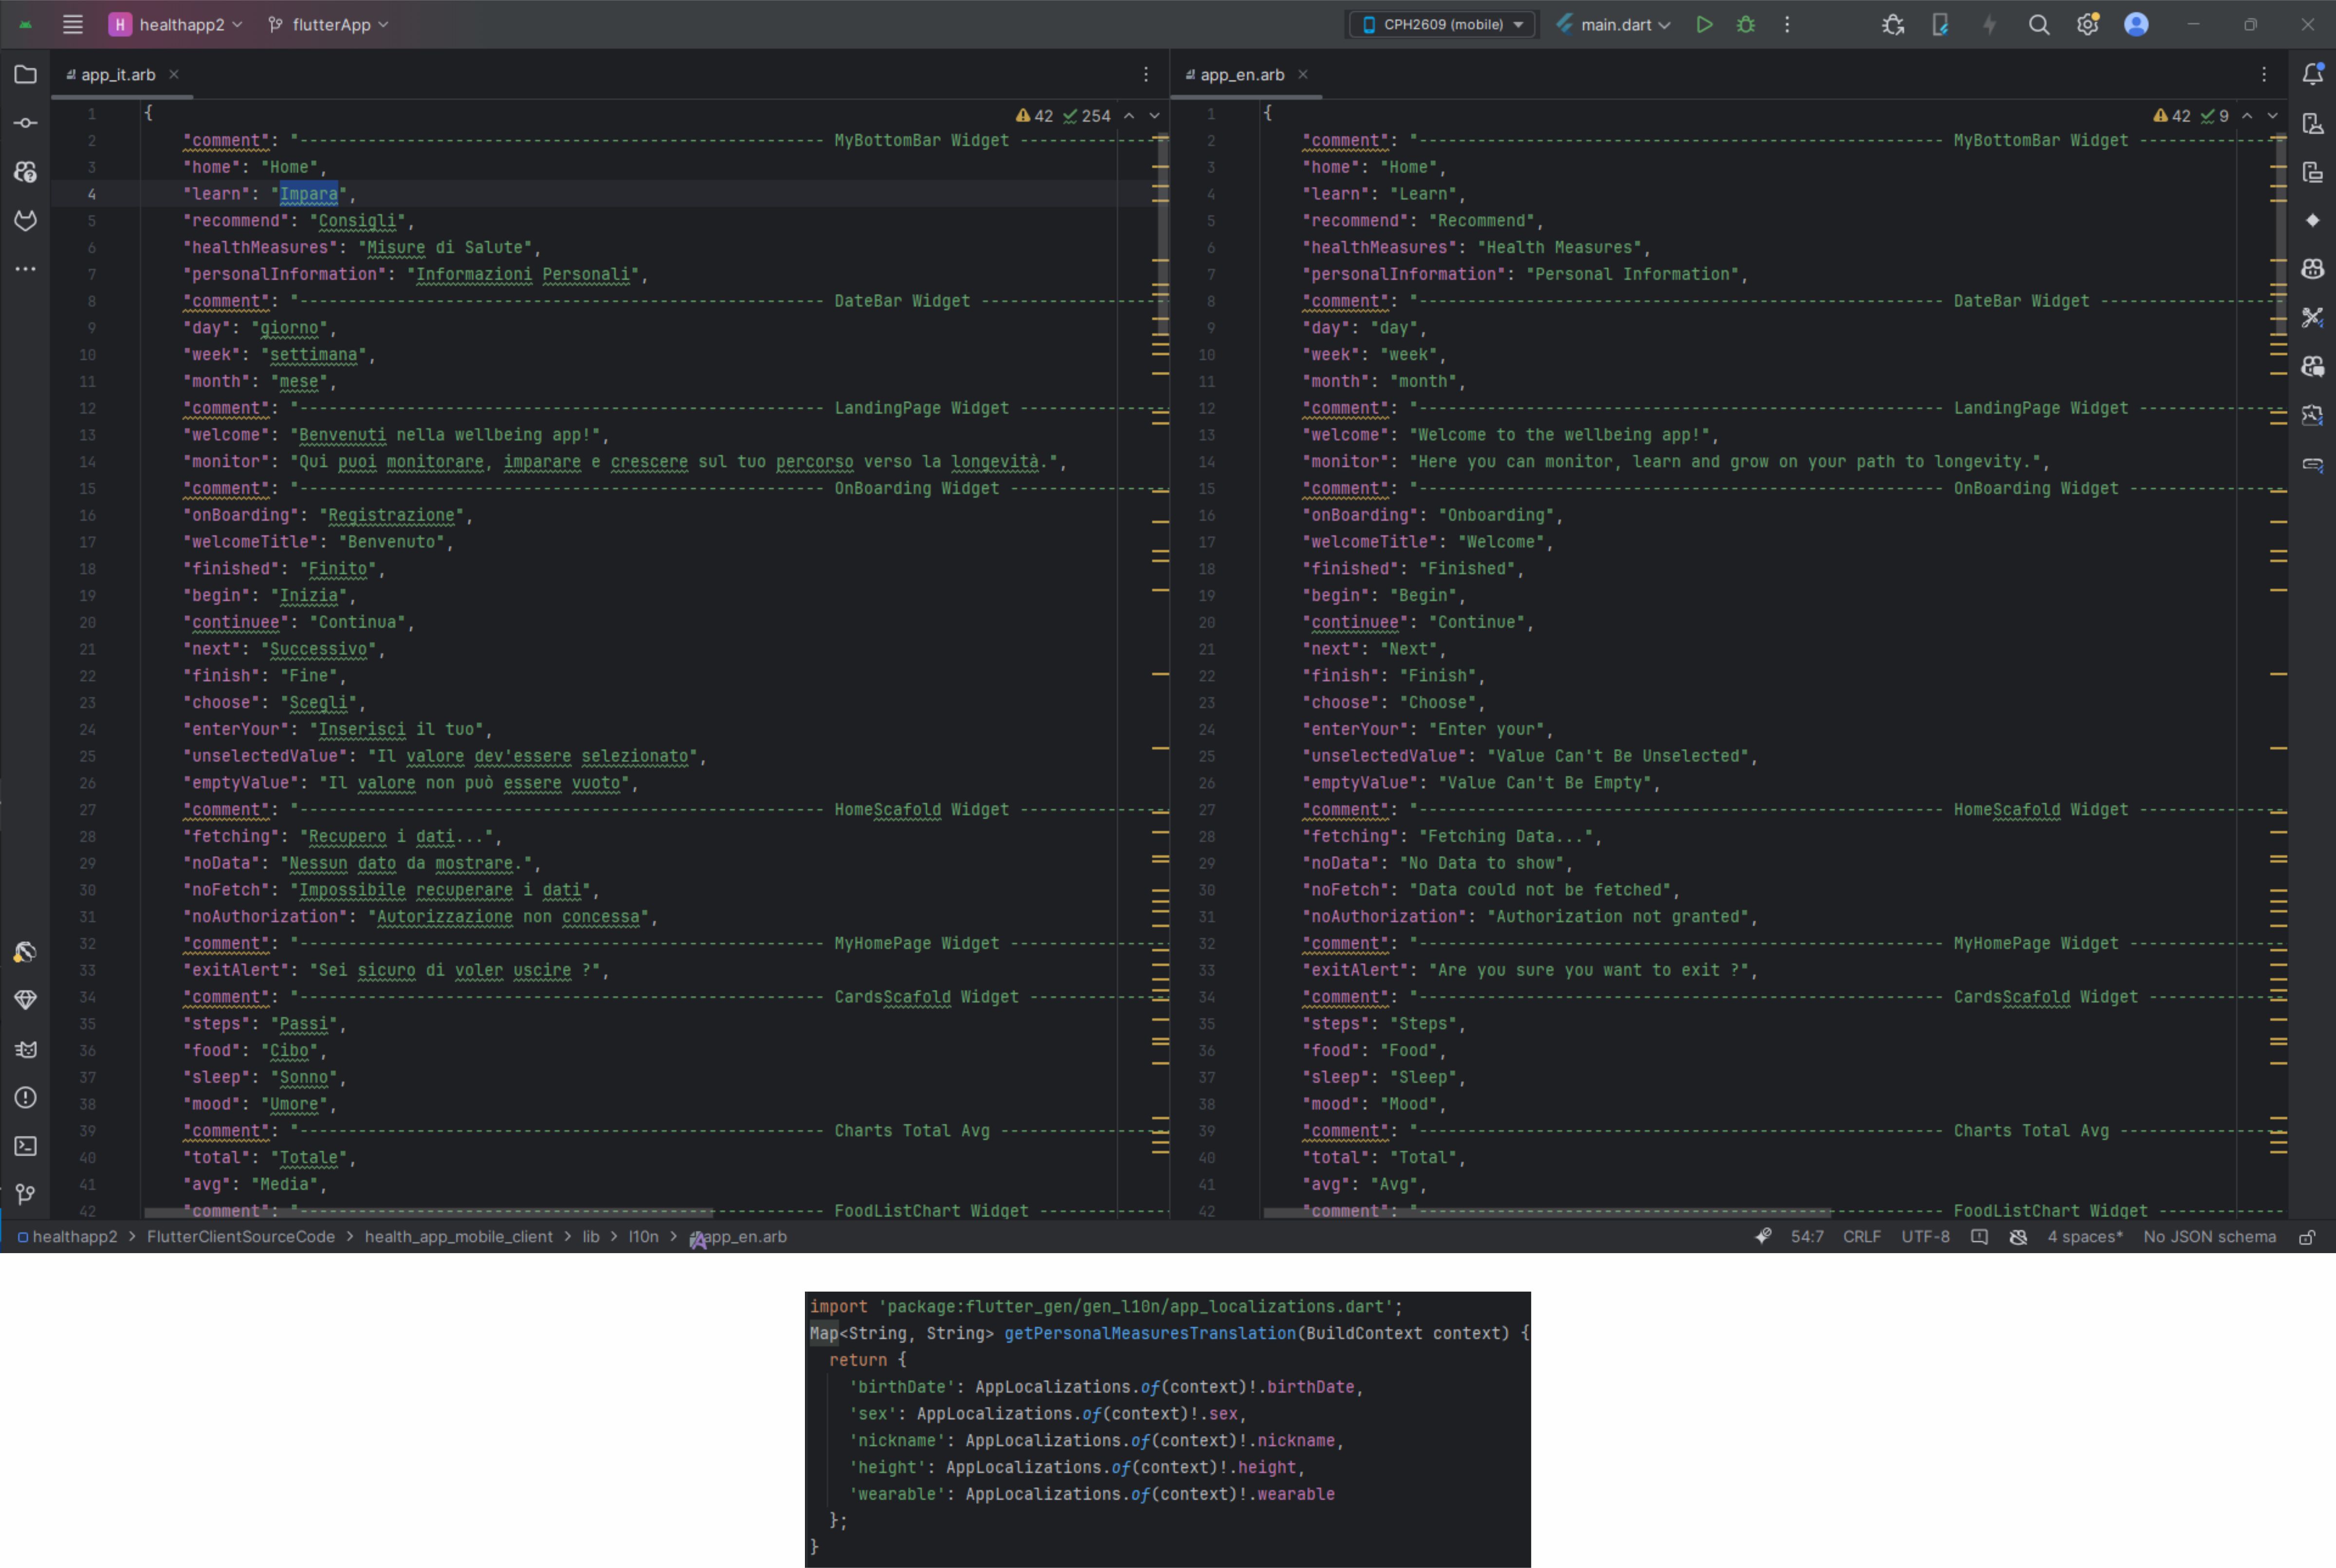 H healthapp2 flutterApp CPH2609 (mobile) main.dart
app_it.arb
1 {
42 254
2 "comment": "------------------------------------------------------ MyBottomBar Widget ---------------
3 "home": "Home",
4 "learn": "Impara",
5 "recommend": "Consigli",
6 "healthMeasures": "Misure di Salute",
7 "personalInformation": "Informazioni Personali",
8 "comment": "------------------------------------------------------ DateBar Widget -------------------
9 "day": "giorno",
10 "week": "settimana",
11 "month": "mese",
12 "comment": "------------------------------------------------------ LandingPage Widget ---------------
13 "welcome": "Benvenuti nella wellbeing app!",
14 "monitor": "Qui puoi monitorare, imparare e crescere sul tuo percorso verso la longevità.",
15 "comment": "------------------------------------------------------ OnBoarding Widget ----------------
16 "onBoarding": "Registrazione",
17 "welcomeTitle": "Benvenuto",
18 "finished": "Finito",
19 "begin": "Inizia",
20 "continuee": "Continua",
21 "next": "Successivo",
22 "finish": "Fine",
23 "choose": "Scegli",
24 "enterYour": "Inserisci il tuo",
25 "unselectedValue": "Il valore dev'essere selezionato",
26 "emptyValue": "Il valore non può essere vuoto",
27 "comment": "------------------------------------------------------ HomeScafold Widget ---------------
28 "fetching": "Recupero i dati...",
29 "noData": "Nessun dato da mostrare.",
30 "noFetch": "Impossibile recuperare i dati",
31 "noAuthorization": "Autorizzazione non concessa",
32 "comment": "------------------------------------------------------ MyHomePage Widget ----------------
33 "exitAlert": "Sei sicuro di voler uscire ?",
34 "comment": "------------------------------------------------------ CardsScafold Widget --------------
35 "steps": "Passi",
36 "food": "Cibo",
37 "sleep": "Sonno",
38 "mood": "Umore",
39 "comment": "------------------------------------------------------ Charts Total Avg -----------------
40 "total": "Totale",
41 "avg": "Media",
42 "comment": "------------------------------------------------------ FoodListChart Widget -------------
app_en.arb
1 {
42 9
2 "comment": "------------------------------------------------------ MyBottomBar Widget ---------------
3 "home": "Home",
4 "learn": "Learn",
5 "recommend": "Recommend",
6 "healthMeasures": "Health Measures",
7 "personalInformation": "Personal Information",
8 "comment": "------------------------------------------------------ DateBar Widget -------------------
9 "day": "day",
10 "week": "week",
11 "month": "month",
12 "comment": "------------------------------------------------------ LandingPage Widget ---------------
13 "welcome": "Welcome to the wellbeing app!",
14 "monitor": "Here you can monitor, learn and grow on your path to longevity.",
15 "comment": "------------------------------------------------------ OnBoarding Widget ----------------
16 "onBoarding": "Onboarding",
17 "welcomeTitle": "Welcome",
18 "finished": "Finished",
19 "begin": "Begin",
20 "continuee": "Continue",
21 "next": "Next",
22 "finish": "Finish",
23 "choose": "Choose",
24 "enterYour": "Enter your",
25 "unselectedValue": "Value Can't Be Unselected",
26 "emptyValue": "Value Can't Be Empty",
27 "comment": "------------------------------------------------------ HomeScafold Widget ---------------
28 "fetching": "Fetching Data...",
29 "noData": "No Data to show",
30 "noFetch": "Data could not be fetched",
31 "noAuthorization": "Authorization not granted",
32 "comment": "------------------------------------------------------ MyHomePage Widget ----------------
33 "exitAlert": "Are you sure you want to exit ?",
34 "comment": "------------------------------------------------------ CardsScafold Widget --------------
35 "steps": "Steps",
36 "food": "Food",
37 "sleep": "Sleep",
38 "mood": "Mood",
39 "comment": "------------------------------------------------------ Charts Total Avg -----------------
40 "total": "Total",
41 "avg": "Avg",
42 "comment": "------------------------------------------------------ FoodListChart Widget -------------
healthapp2 > FlutterClientSourceCode > health_app_mobile_client > lib > l10n > app_en.arb 54:7 CRLF UTF-8 4 spaces* No JSON schema
import 'package:flutter_gen/gen_l10n/app_localizations.dart';
Map<String, String> getPersonalMeasuresTranslation(BuildContext context) {
return {
'birthDate': AppLocalizations.of(context)!.birthDate,
'sex': AppLocalizations.of(context)!.sex,
'nickname': AppLocalizations.of(context)!.nickname,
'height': AppLocalizations.of(context)!.height,
'wearable': AppLocalizations.of(context)!.wearable
};
}